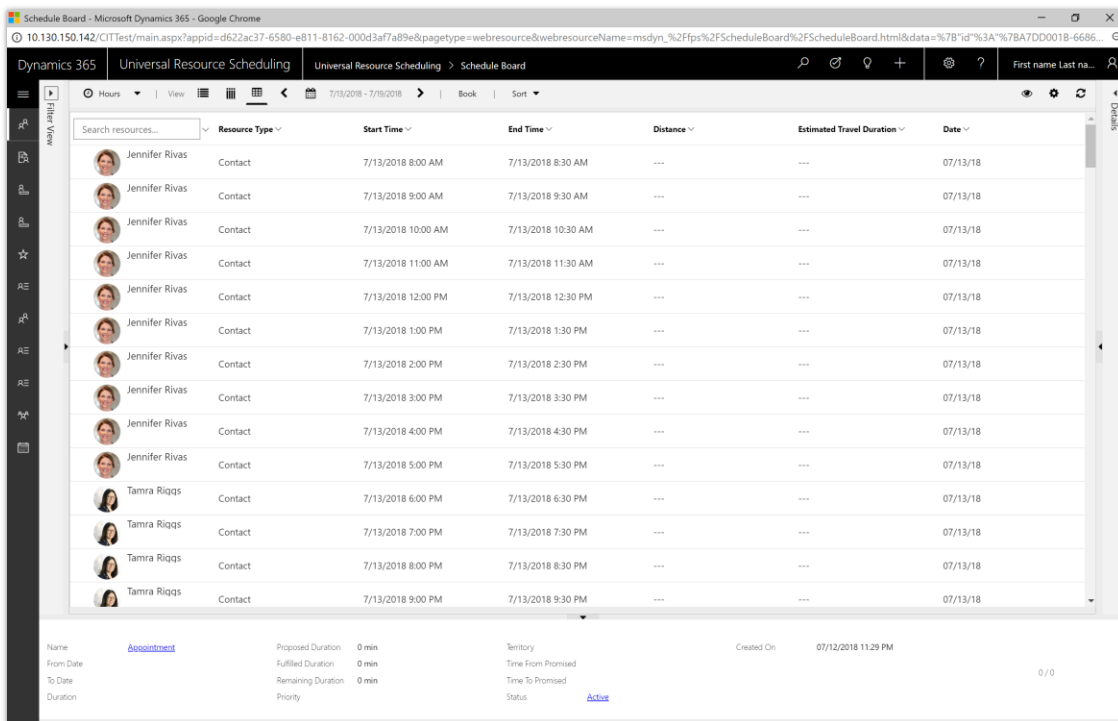 Schedule Board - Microsoft Dynamics 365 - Google Chrome
10.130.150.142/CITTest/main.aspx?appid=d622ac37-6580-e811-8162-000d3af7a89e&pagetype=webresource&webresourceName=msdyn_%2Ffps%2FScheduleBoard%2FScheduleBoard.html&data=%7B"id"%3A"%7BA7DD001B-6686...
Dynamics 365 Universal Resource Scheduling Universal Resource Scheduling > Schedule Board First name Last na...
Filter View
Hours | View 7/13/2018 - 7/19/2018 | Book | Sort
Details
Search resources... Resource Type Start Time End Time Distance Estimated Travel Duration Date
Jennifer Rivas Contact 7/13/2018 8:00 AM 7/13/2018 8:30 AM --- --- 07/13/18
Jennifer Rivas Contact 7/13/2018 9:00 AM 7/13/2018 9:30 AM --- --- 07/13/18
Jennifer Rivas Contact 7/13/2018 10:00 AM 7/13/2018 10:30 AM --- --- 07/13/18
Jennifer Rivas Contact 7/13/2018 11:00 AM 7/13/2018 11:30 AM --- --- 07/13/18
Jennifer Rivas Contact 7/13/2018 12:00 PM 7/13/2018 12:30 PM --- --- 07/13/18
Jennifer Rivas Contact 7/13/2018 1:00 PM 7/13/2018 1:30 PM --- --- 07/13/18
Jennifer Rivas Contact 7/13/2018 2:00 PM 7/13/2018 2:30 PM --- --- 07/13/18
Jennifer Rivas Contact 7/13/2018 3:00 PM 7/13/2018 3:30 PM --- --- 07/13/18
Jennifer Rivas Contact 7/13/2018 4:00 PM 7/13/2018 4:30 PM --- --- 07/13/18
Jennifer Rivas Contact 7/13/2018 5:00 PM 7/13/2018 5:30 PM --- --- 07/13/18
Tamra Riggs Contact 7/13/2018 6:00 PM 7/13/2018 6:30 PM --- --- 07/13/18
Tamra Riggs Contact 7/13/2018 7:00 PM 7/13/2018 7:30 PM --- --- 07/13/18
Tamra Riggs Contact 7/13/2018 8:00 PM 7/13/2018 8:30 PM --- --- 07/13/18
Tamra Riggs Contact 7/13/2018 9:00 PM 7/13/2018 9:30 PM --- --- 07/13/18
Name Appointment Proposed Duration 0 min Territory Created On 07/12/2018 11:29 PM
From Date Fulfilled Duration 0 min Time From Promised
To Date Remaining Duration 0 min Time To Promised 0 / 0
Duration Priority Status Active